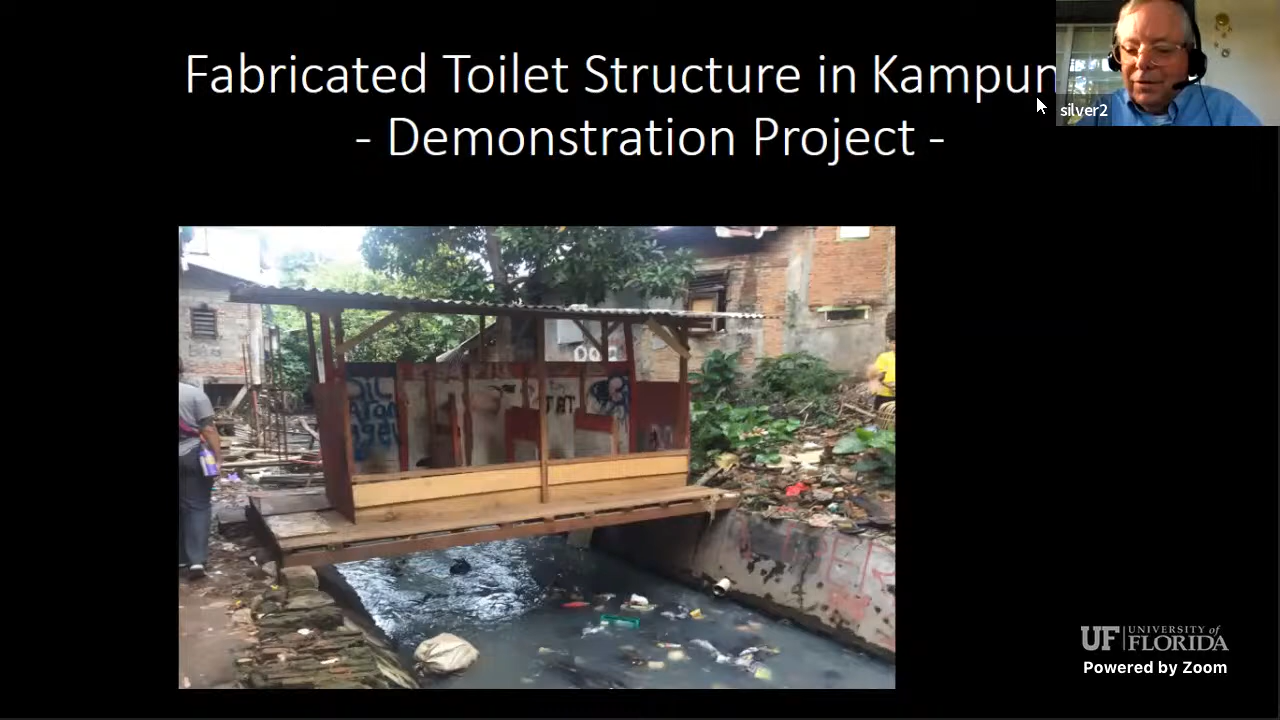 Fabricated Toilet Structure in Kampun
- Demonstration Project -
silver2
UF UNIVERSITY of
FLORIDA
Powered by Zoom